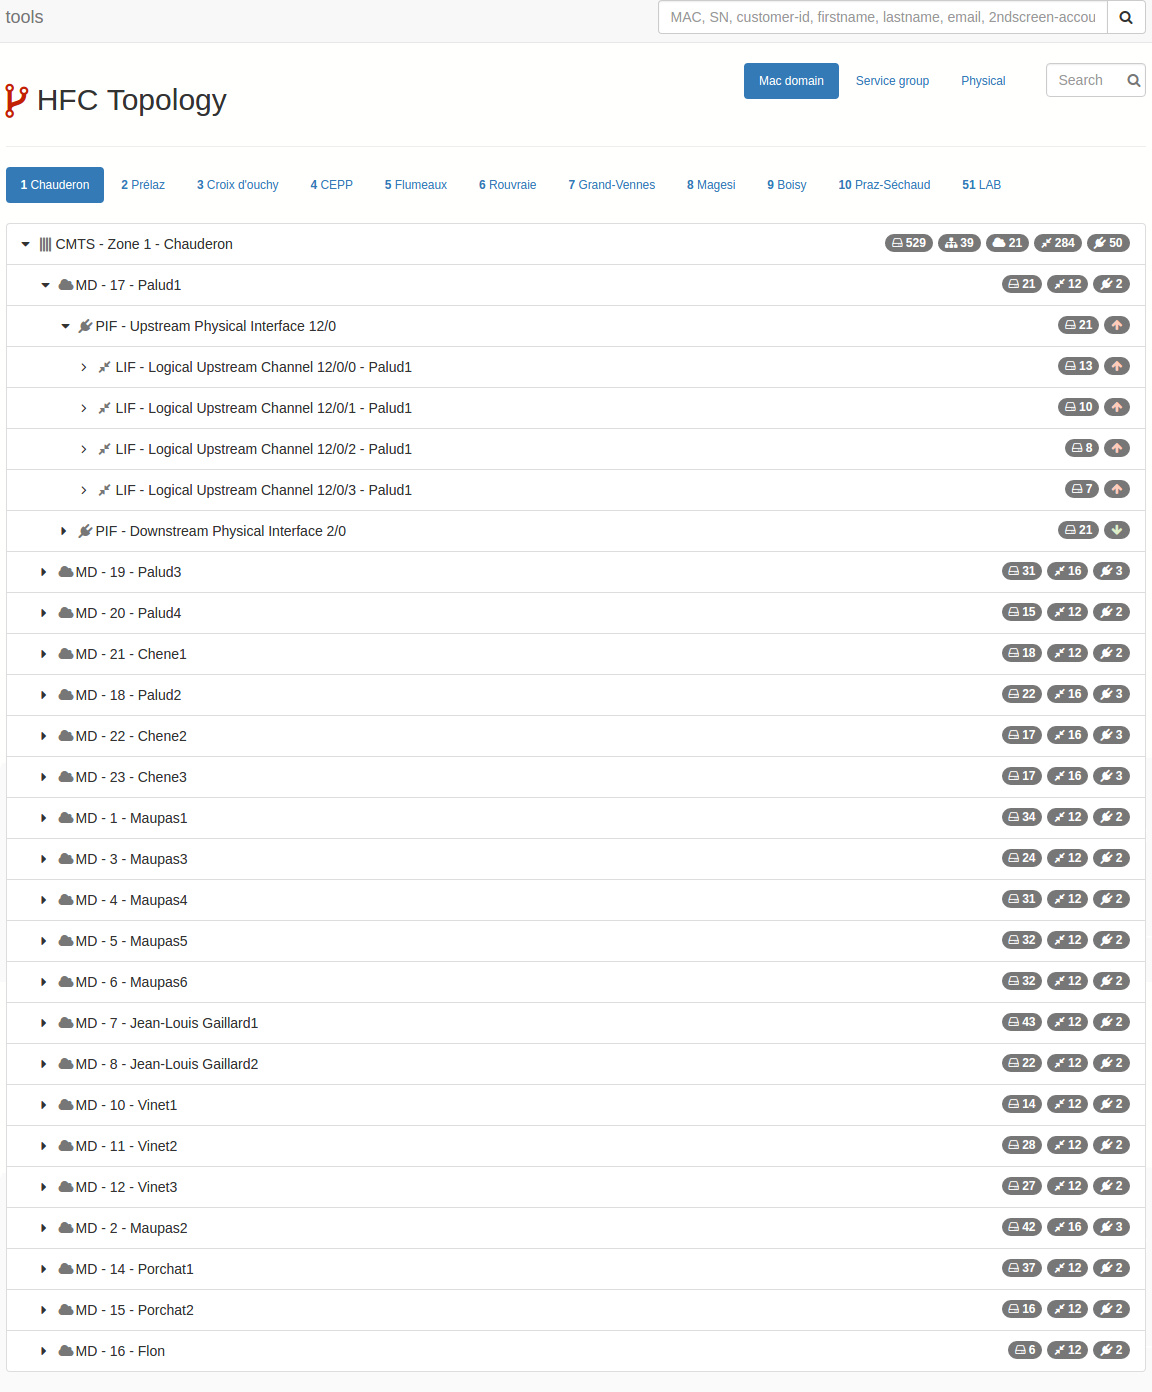 tools
MAC, SN, customer-id, firstname, lastname, email, 2ndscreen-accou
HFC Topology
Mac domain Service group Physical Search
1 Chauderon 2 Prélaz 3 Croix d'ouchy 4 CEPP 5 Flumeaux 6 Rouvraie 7 Grand-Vennes 8 Magesi 9 Boisy 10 Praz-Séchaud 51 LAB
CMTS - Zone 1 - Chauderon 529 39 21 284 50
MD - 17 - Palud1 21 12 2
PIF - Upstream Physical Interface 12/0 21
LIF - Logical Upstream Channel 12/0/0 - Palud1 13
LIF - Logical Upstream Channel 12/0/1 - Palud1 10
LIF - Logical Upstream Channel 12/0/2 - Palud1 8
LIF - Logical Upstream Channel 12/0/3 - Palud1 7
PIF - Downstream Physical Interface 2/0 21
MD - 19 - Palud3 31 16 3
MD - 20 - Palud4 15 12 2
MD - 21 - Chene1 18 12 2
MD - 18 - Palud2 22 16 3
MD - 22 - Chene2 17 16 3
MD - 23 - Chene3 17 16 3
MD - 1 - Maupas1 34 12 2
MD - 3 - Maupas3 24 12 2
MD - 4 - Maupas4 31 12 2
MD - 5 - Maupas5 32 12 2
MD - 6 - Maupas6 32 12 2
MD - 7 - Jean-Louis Gaillard1 43 12 2
MD - 8 - Jean-Louis Gaillard2 22 12 2
MD - 10 - Vinet1 14 12 2
MD - 11 - Vinet2 28 12 2
MD - 12 - Vinet3 27 12 2
MD - 2 - Maupas2 42 16 3
MD - 14 - Porchat1 37 12 2
MD - 15 - Porchat2 16 12 2
MD - 16 - Flon 6 12 2